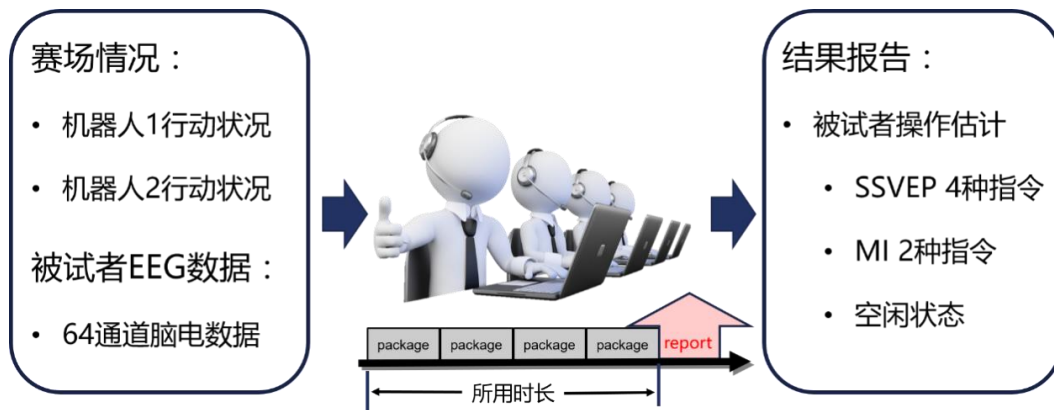 赛场情况：
• 机器人1行动状况
• 机器人2行动状况
被试者EEG数据：
• 64通道脑电数据
package package package package report
所用时长
结果报告：
• 被试者操作估计
• SSVEP 4种指令
• MI 2种指令
• 空闲状态